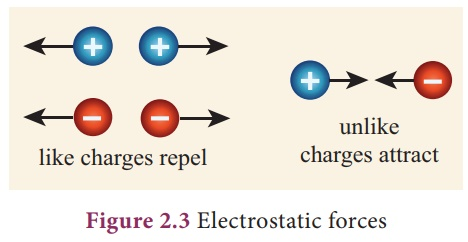 + +
− −
like charges repel
+ −
unlike
charges attract
Figure 2.3 Electrostatic forces